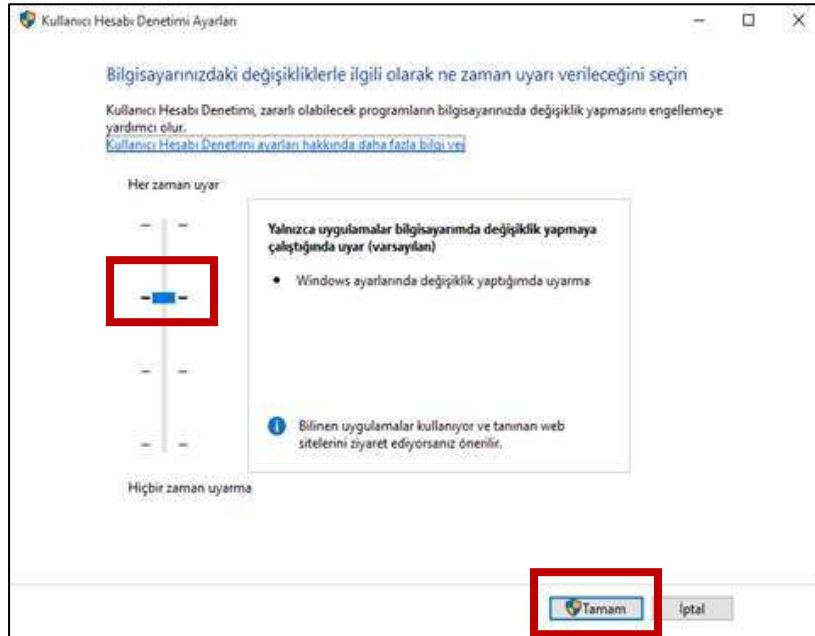 Kullanıcı Hesabı Denetimi Ayarları
Bilgisayarınızdaki değişikliklerle ilgili olarak ne zaman uyarı verileceğini seçin
Kullanıcı Hesabı Denetimi, zararlı olabilecek programların bilgisayarınızda değişiklik yapmasını engellemeye
yardımcı olur.
Kullanıcı Hesabı Denetimi ayarları hakkında daha fazla bilgi ver
Her zaman uyar
Yalnızca uygulamalar bilgisayarımda değişiklik yapmaya
çalıştığında uyar (varsayılan)
• Windows ayarlarında değişiklik yaptığımda uyarma
Bilinen uygulamalar kullanıyor ve tanınan web
sitelerini ziyaret ediyorsanız önerilir.
Hiçbir zaman uyarma
Tamam
İptal